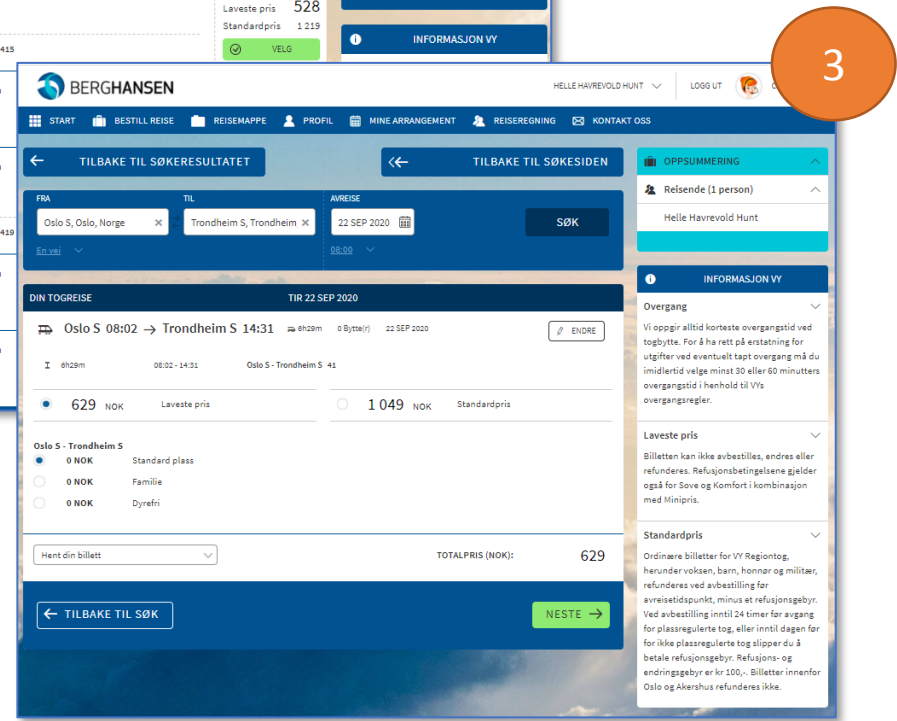 Laveste pris 528
Standardpris 1 219
VELG
INFORMASJON VY
415
3
BERGHANSEN
HELLE HAVREVOLD HUNT
LOGG UT
START BESTILL REISE REISEMAPPE PROFIL MINE ARRANGEMENT REISEREGNING KONTAKT OSS
← TILBAKE TIL SØKERESULTATET
TILBAKE TIL SØKESIDEN
FRA TIL AVREISE
Oslo S, Oslo, Norge × Trondheim S, Trondheim × 22 SEP 2020 SØK
En vei 08:00
419
DIN TOGREISE TIR 22 SEP 2020
Oslo S 08:02 → Trondheim S 14:31 6h29m 0 Bytte(r) 22 SEP 2020 ENDRE
6h29m 08:02 - 14:31 Oslo S - Trondheim S 41
629 NOK Laveste pris 1 049 NOK Standardpris
Oslo S - Trondheim S
0 NOK Standard plass
0 NOK Familie
0 NOK Dyrefri
Hent din billett TOTALPRIS (NOK): 629
← TILBAKE TIL SØK NESTE →
OPPSUMMERING
Reisende (1 person)
Helle Havrevold Hunt
INFORMASJON VY
Overgang
Vi oppgir alltid korteste overgangstid ved
togbytte. For å ha rett på erstatning for
utgifter ved eventuelt tapt overgang må du
imidlertid velge minst 30 eller 60 minutters
overgangstid i henhold til VYs
overgangsregler.
Laveste pris
Billetten kan ikke avbestilles, endres eller
refunderes. Refusjonsbetingelsene gjelder
også for Sove og Komfort i kombinasjon
med Minipris.
Standardpris
Ordinære billetter for VY Regiontog,
herunder voksen, barn, honnør og militær,
refunderes ved avbestilling før
avreisetidspunkt, minus et refusjonsgebyr.
Ved avbestilling inntil 24 timer før avgang
for plassregulerte tog, eller inntil dagen før
for ikke plassregulerte tog slipper du å
betale refusjonsgebyr. Refusjons- og
endringsgebyr er kr 100,-. Billetter innenfor
Oslo og Akershus refunderes ikke.